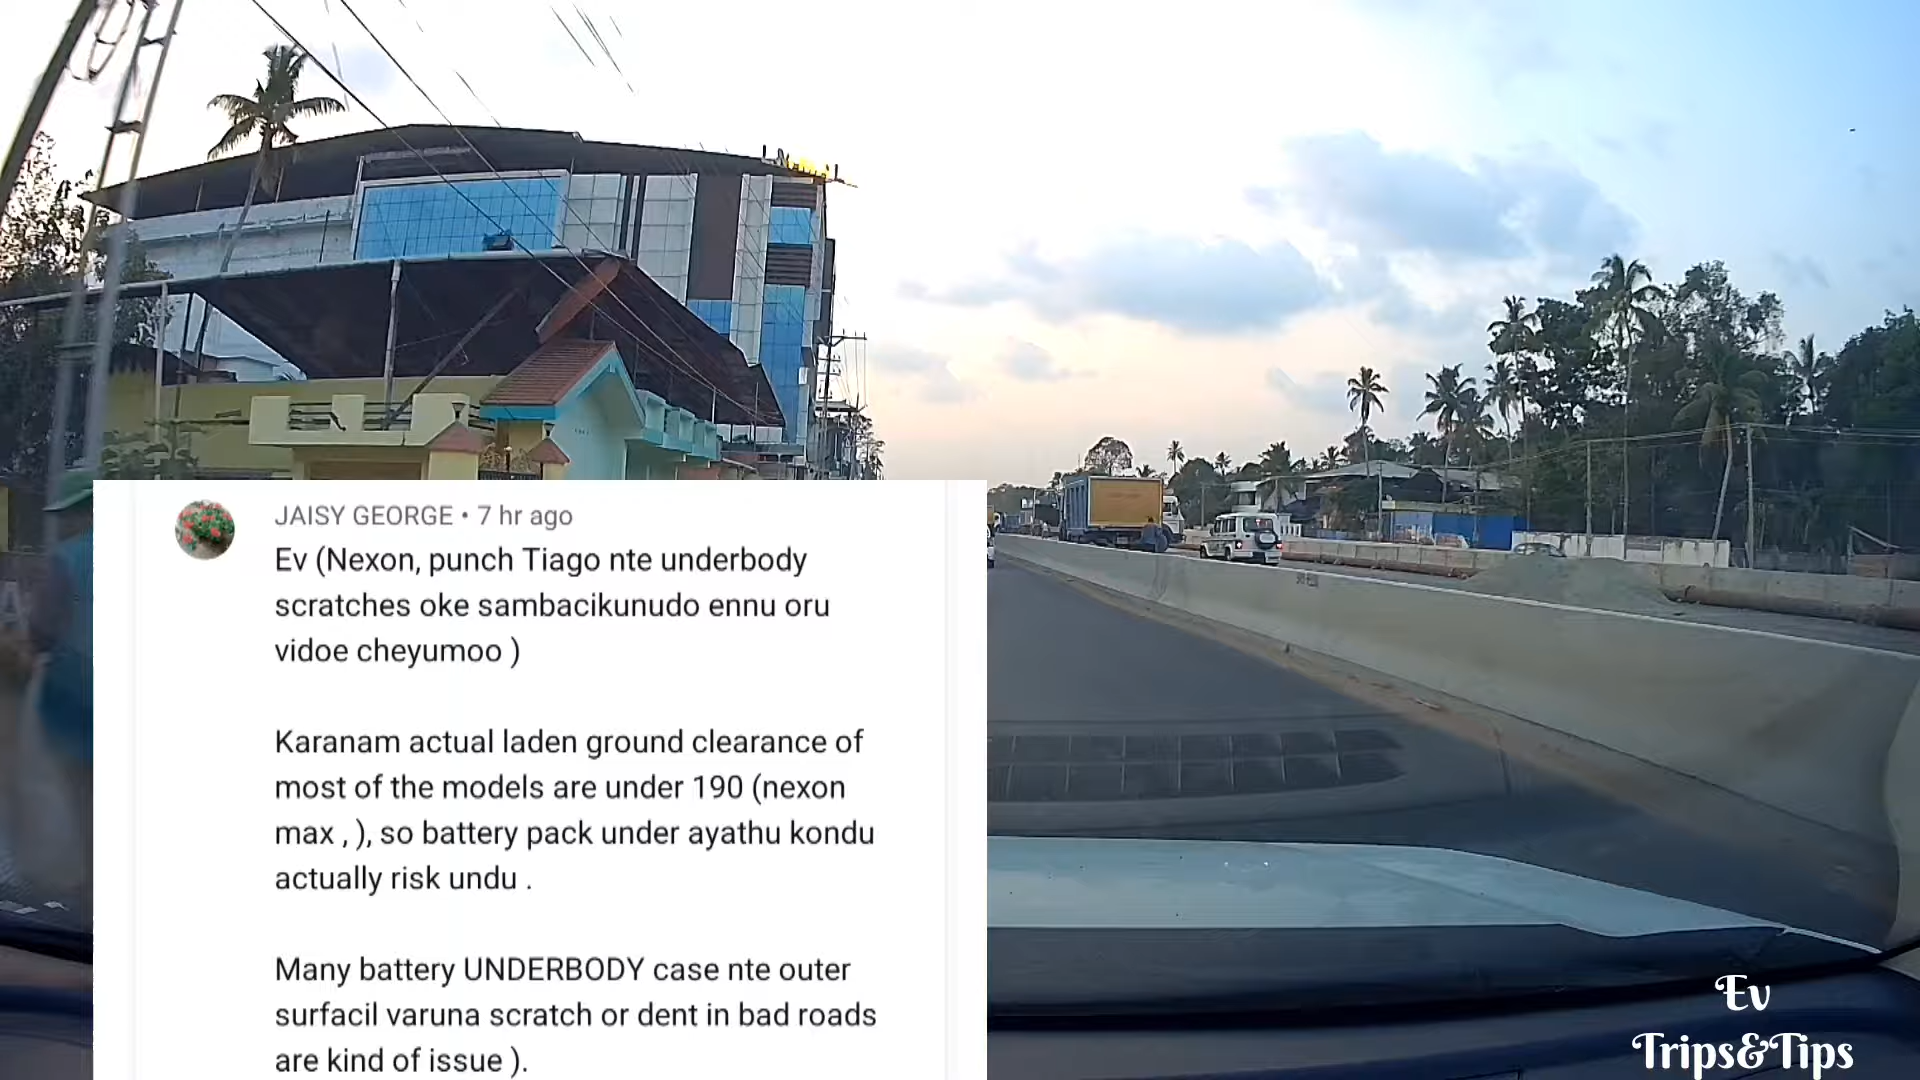 JAISY GEORGE • 7 hr ago
Ev (Nexon, punch Tiago nte underbody
scratches oke sambacikunudo ennu oru
vidoe cheyumoo )
Karanam actual laden ground clearance of
most of the models are under 190 (nexon
max , ), so battery pack under ayathu kondu
actually risk undu .
Many battery UNDERBODY case nte outer
surfacil varuna scratch or dent in bad roads
are kind of issue ).
Ev
Trips&Tips